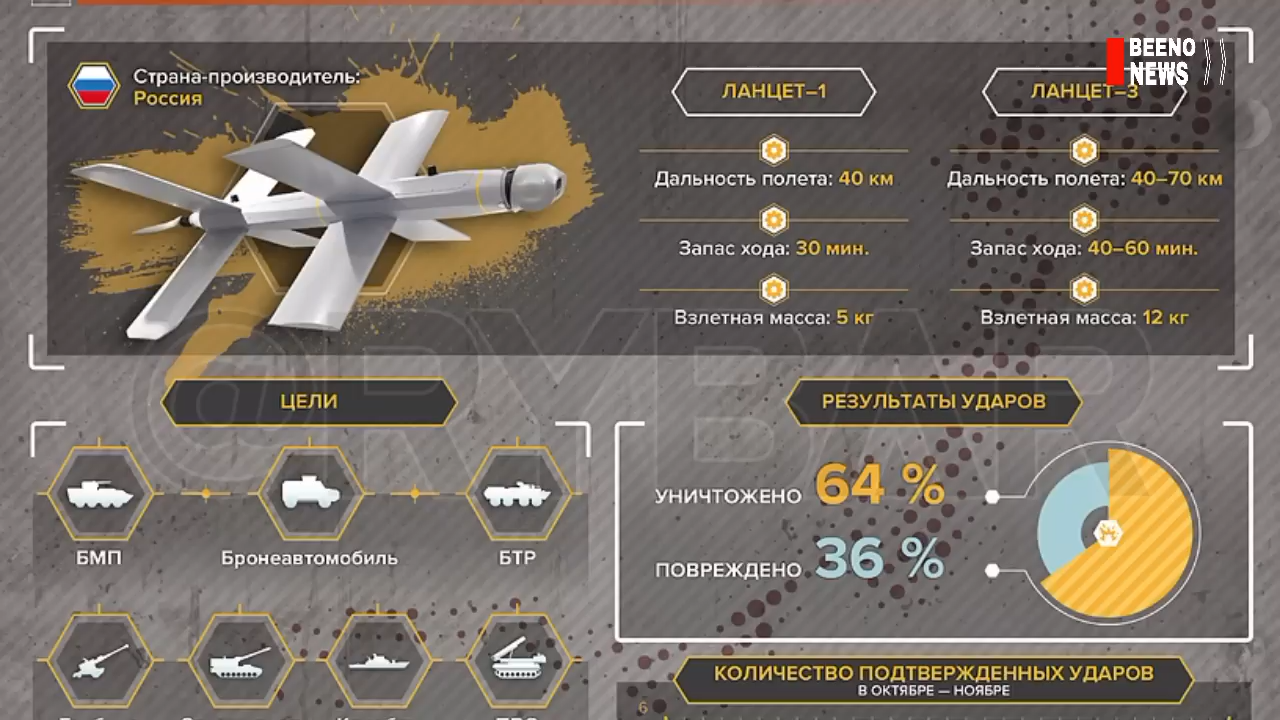 BEENO
NEWS
Страна-производитель:
Россия
ЛАНЦЕТ–1
ЛАНЦЕТ–3
Дальность полета: 40 км
Дальность полета: 40–70 км
Запас хода: 30 мин.
Запас хода: 40–60 мин.
Взлетная масса: 5 кг
Взлетная масса: 12 кг
@RYBAR
ЦЕЛИ
РЕЗУЛЬТАТЫ УДАРОВ
УНИЧТОЖЕНО 64 %
ПОВРЕЖДЕНО 36 %
БМП
Бронеавтомобиль
БТР
КОЛИЧЕСТВО ПОДТВЕРЖДЕННЫХ УДАРОВ
В ОКТЯБРЕ — НОЯБРЕ
6